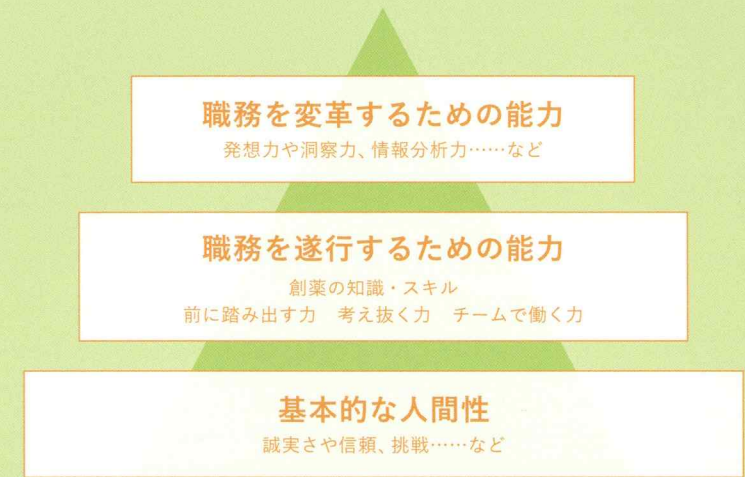 職務を変革するための能力
発想力や洞察力、情報分析力……など
職務を遂行するための能力
創薬の知識・スキル
前に踏み出す力　考え抜く力　チームで働く力
基本的な人間性
誠実さや信頼、挑戦……など